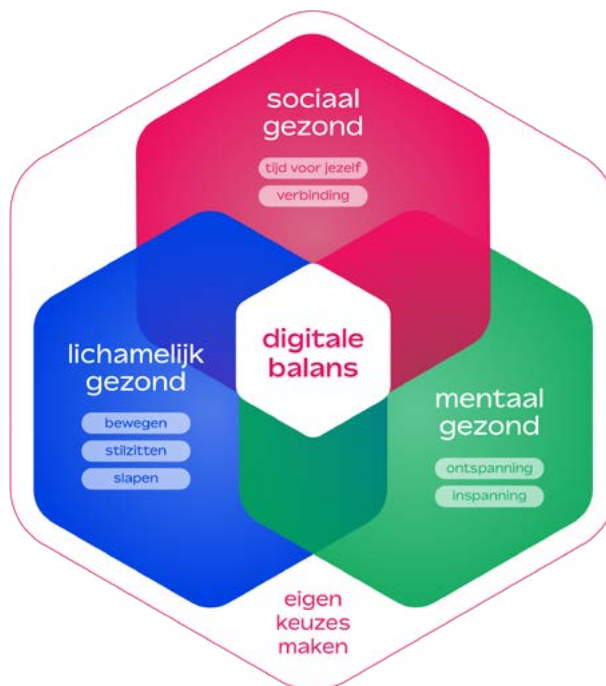 sociaal
gezond
tijd voor jezelf
verbinding
digitale
balans
lichamelijk
gezond
bewegen
stilzitten
slapen
mentaal
gezond
ontspanning
inspanning
eigen
keuzes
maken